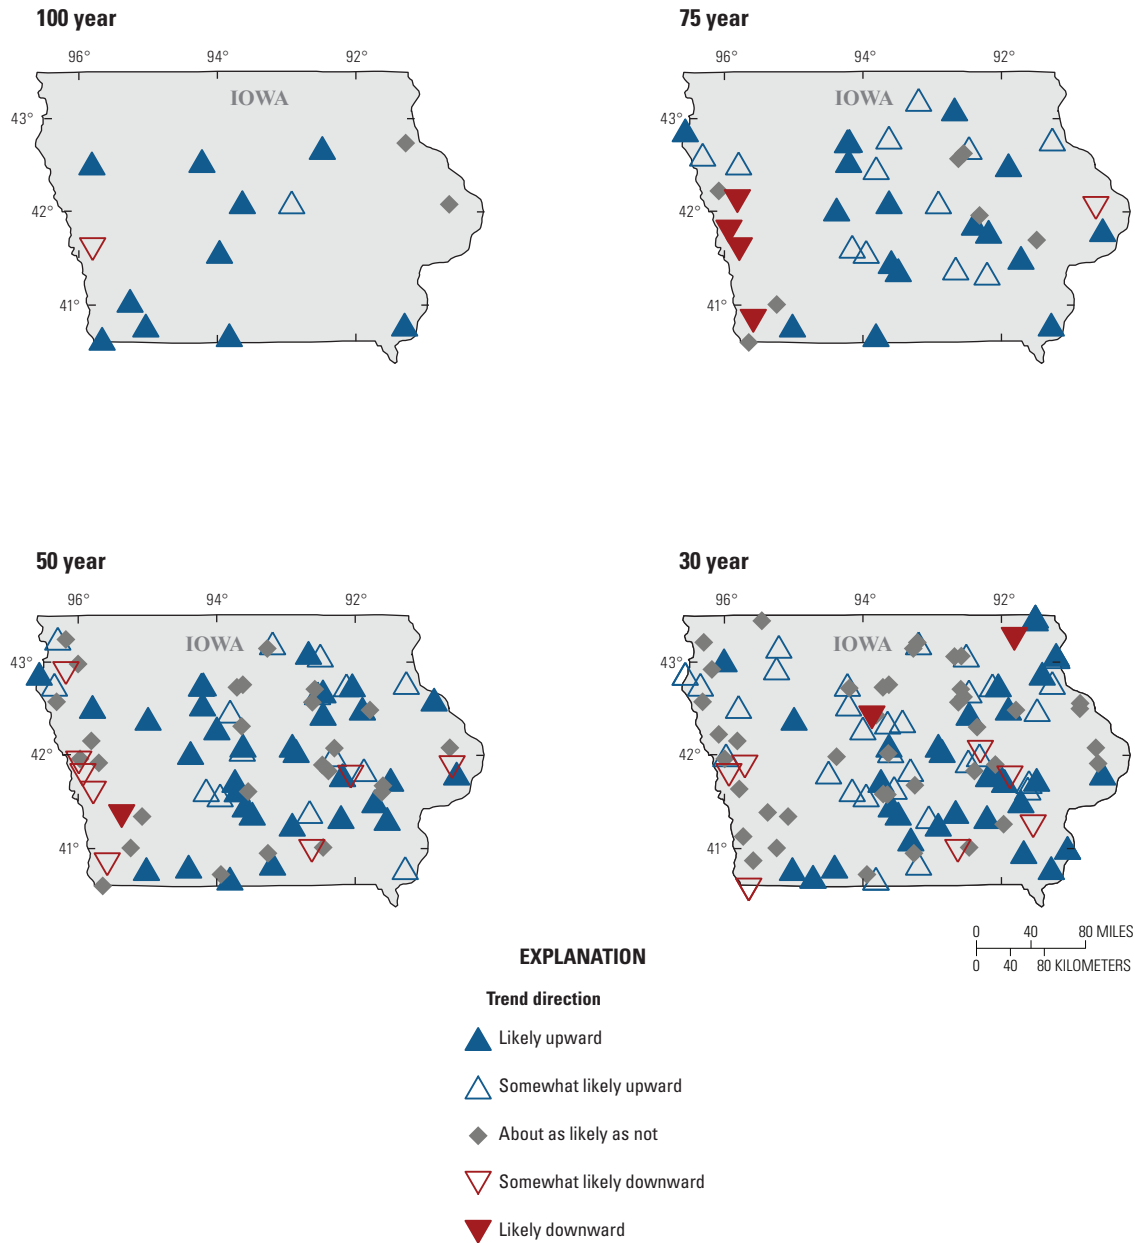 100 year
75 year
96° 94° 92°
96° 94° 92°
IOWA
IOWA
43°
43°
42°
42°
41°
41°
50 year
30 year
96° 94° 92°
96° 94° 92°
IOWA
IOWA
43°
43°
42°
42°
41°
41°
0 40 80 MILES
0 40 80 KILOMETERS
EXPLANATION
Trend direction
Likely upward
Somewhat likely upward
About as likely as not
Somewhat likely downward
Likely downward